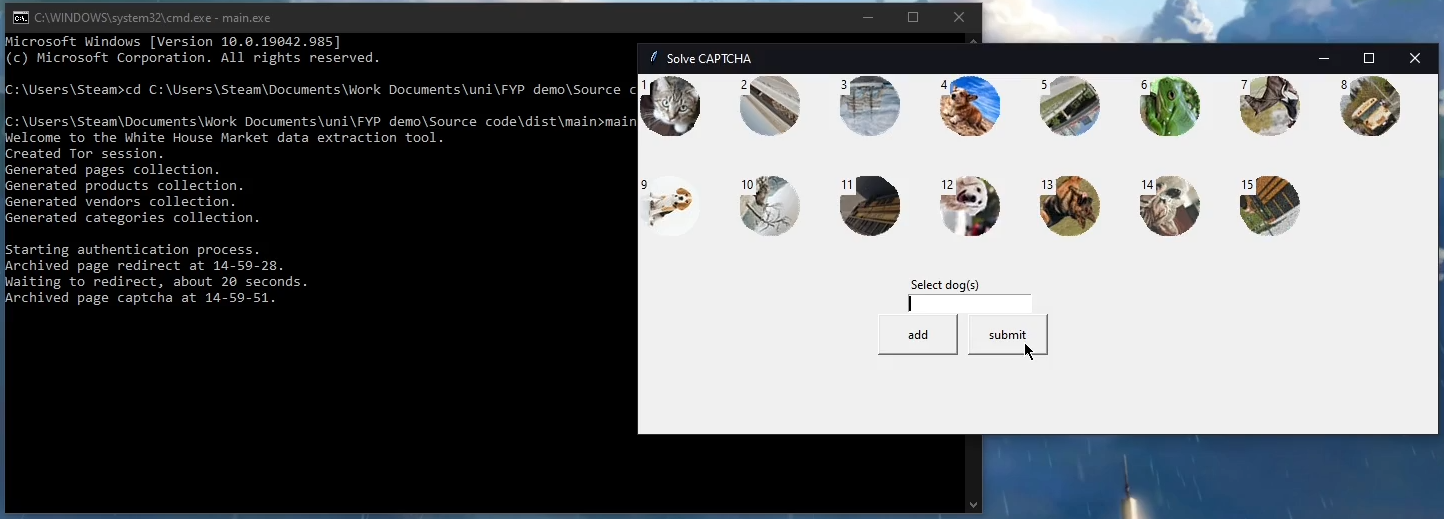 C:\WINDOWS\system32\cmd.exe - main.exe
Microsoft Windows [Version 10.0.19042.985]
(c) Microsoft Corporation. All rights reserved.
C:\Users\Steam>cd C:\Users\Steam\Documents\Work Documents\uni\FYP demo\Source c
C:\Users\Steam\Documents\Work Documents\uni\FYP demo\Source code\dist\main>main
Welcome to the White House Market data extraction tool.
Created Tor session.
Generated pages collection.
Generated products collection.
Generated vendors collection.
Generated categories collection.
Starting authentication process.
Archived page redirect at 14-59-28.
Waiting to redirect, about 20 seconds.
Archived page captcha at 14-59-51.
Solve CAPTCHA
1 2 3 4 5 6 7 8
9 10 11 12 13 14 15
Select dog(s)
add submit